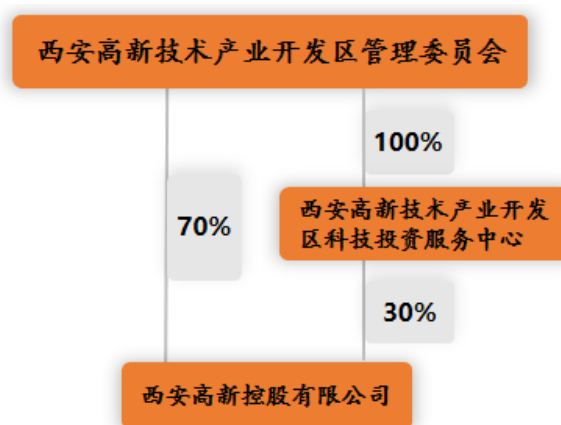 西安高新技术产业开发区管理委员会
100%
70%
西安高新技术产业开发
区科技投资服务中心
30%
西安高新控股有限公司